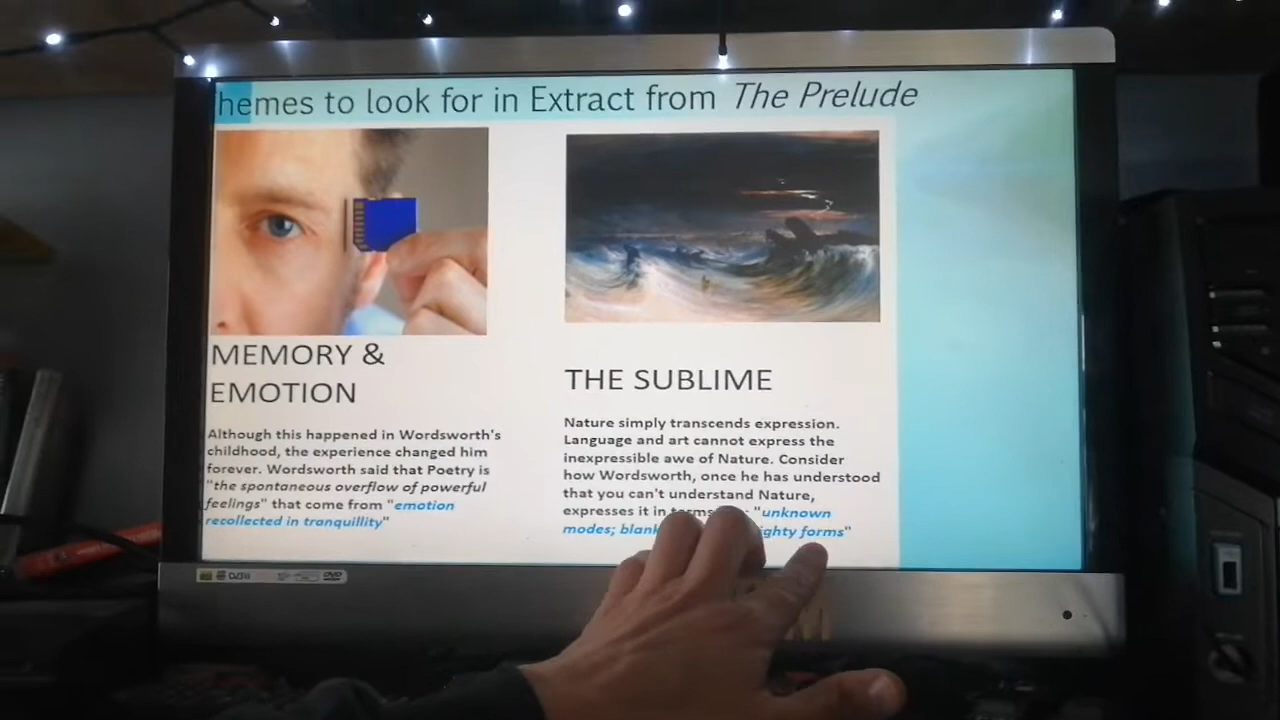 hemes to look for in Extract from The Prelude
MEMORY &
EMOTION
Although this happened in Wordsworth's
childhood, the experience changed him
forever. Wordsworth said that Poetry is
"the spontaneous overflow of powerful
feelings" that come from "emotion
recollected in tranquillity"
THE SUBLIME
Nature simply transcends expression.
Language and art cannot express the
inexpressible awe of Nature. Consider
how Wordsworth, once he has understood
that you can't understand Nature,
expresses it in terms "unknown
modes; blank ighty forms"
DVD